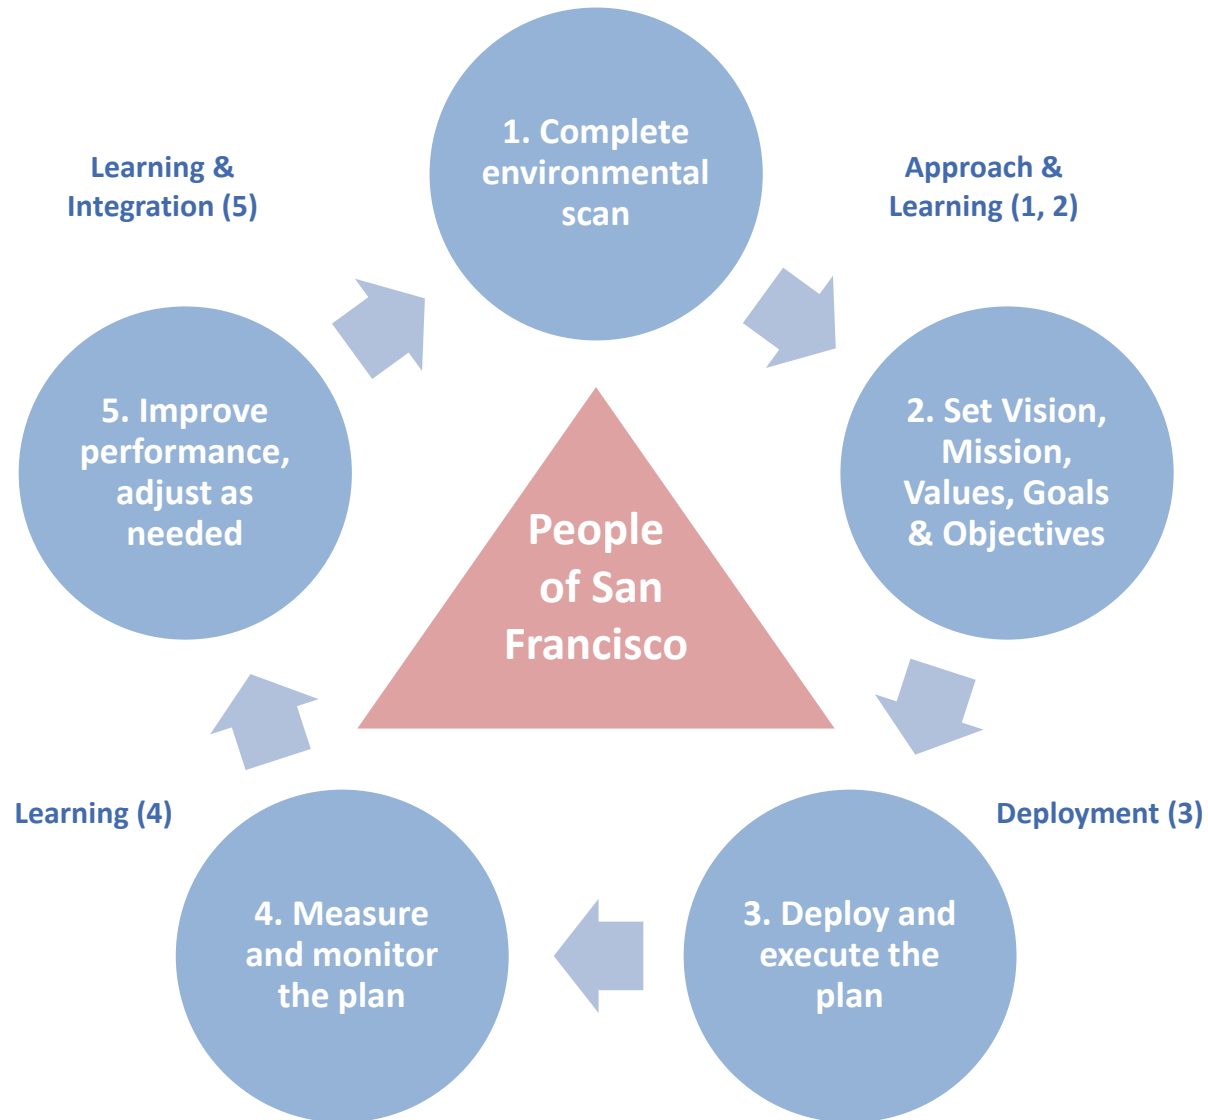 1. Complete
environmental
scan
Learning &
Integration (5)
Approach &
Learning (1, 2)
5. Improve
performance,
adjust as
needed
2. Set Vision,
Mission,
Values, Goals
& Objectives
People
of San
Francisco
Learning (4)
Deployment (3)
4. Measure
and monitor
the plan
3. Deploy and
execute the
plan